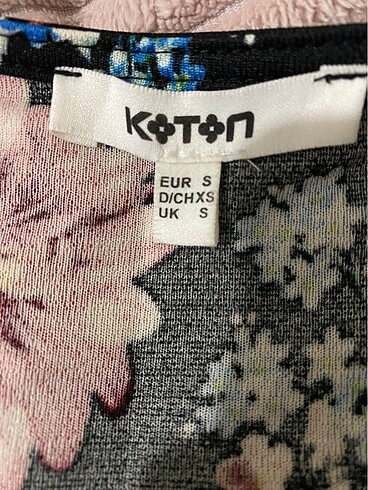 KOTON
EUR S
D/CH XS
UK S